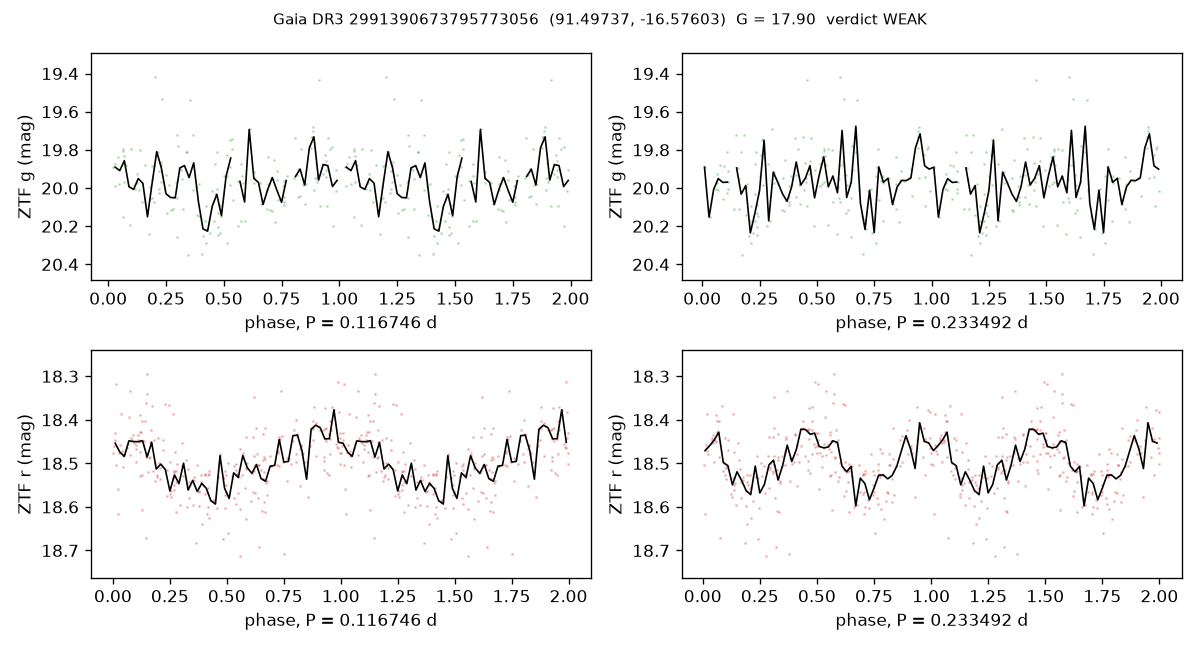 Gaia DR3 2991390673795773056 (91.49737, -16.57603) G = 17.90 verdict WEAK
ZTF g (mag)
19.4
19.6
19.8
20.0
20.2
20.4
0.00 0.25 0.50 0.75 1.00 1.25 1.50 1.75 2.00
phase, P = 0.116746 d
ZTF g (mag)
19.4
19.6
19.8
20.0
20.2
20.4
0.00 0.25 0.50 0.75 1.00 1.25 1.50 1.75 2.00
phase, P = 0.233492 d
ZTF r (mag)
18.3
18.4
18.5
18.6
18.7
0.00 0.25 0.50 0.75 1.00 1.25 1.50 1.75 2.00
phase, P = 0.116746 d
ZTF r (mag)
18.3
18.4
18.5
18.6
18.7
0.00 0.25 0.50 0.75 1.00 1.25 1.50 1.75 2.00
phase, P = 0.233492 d